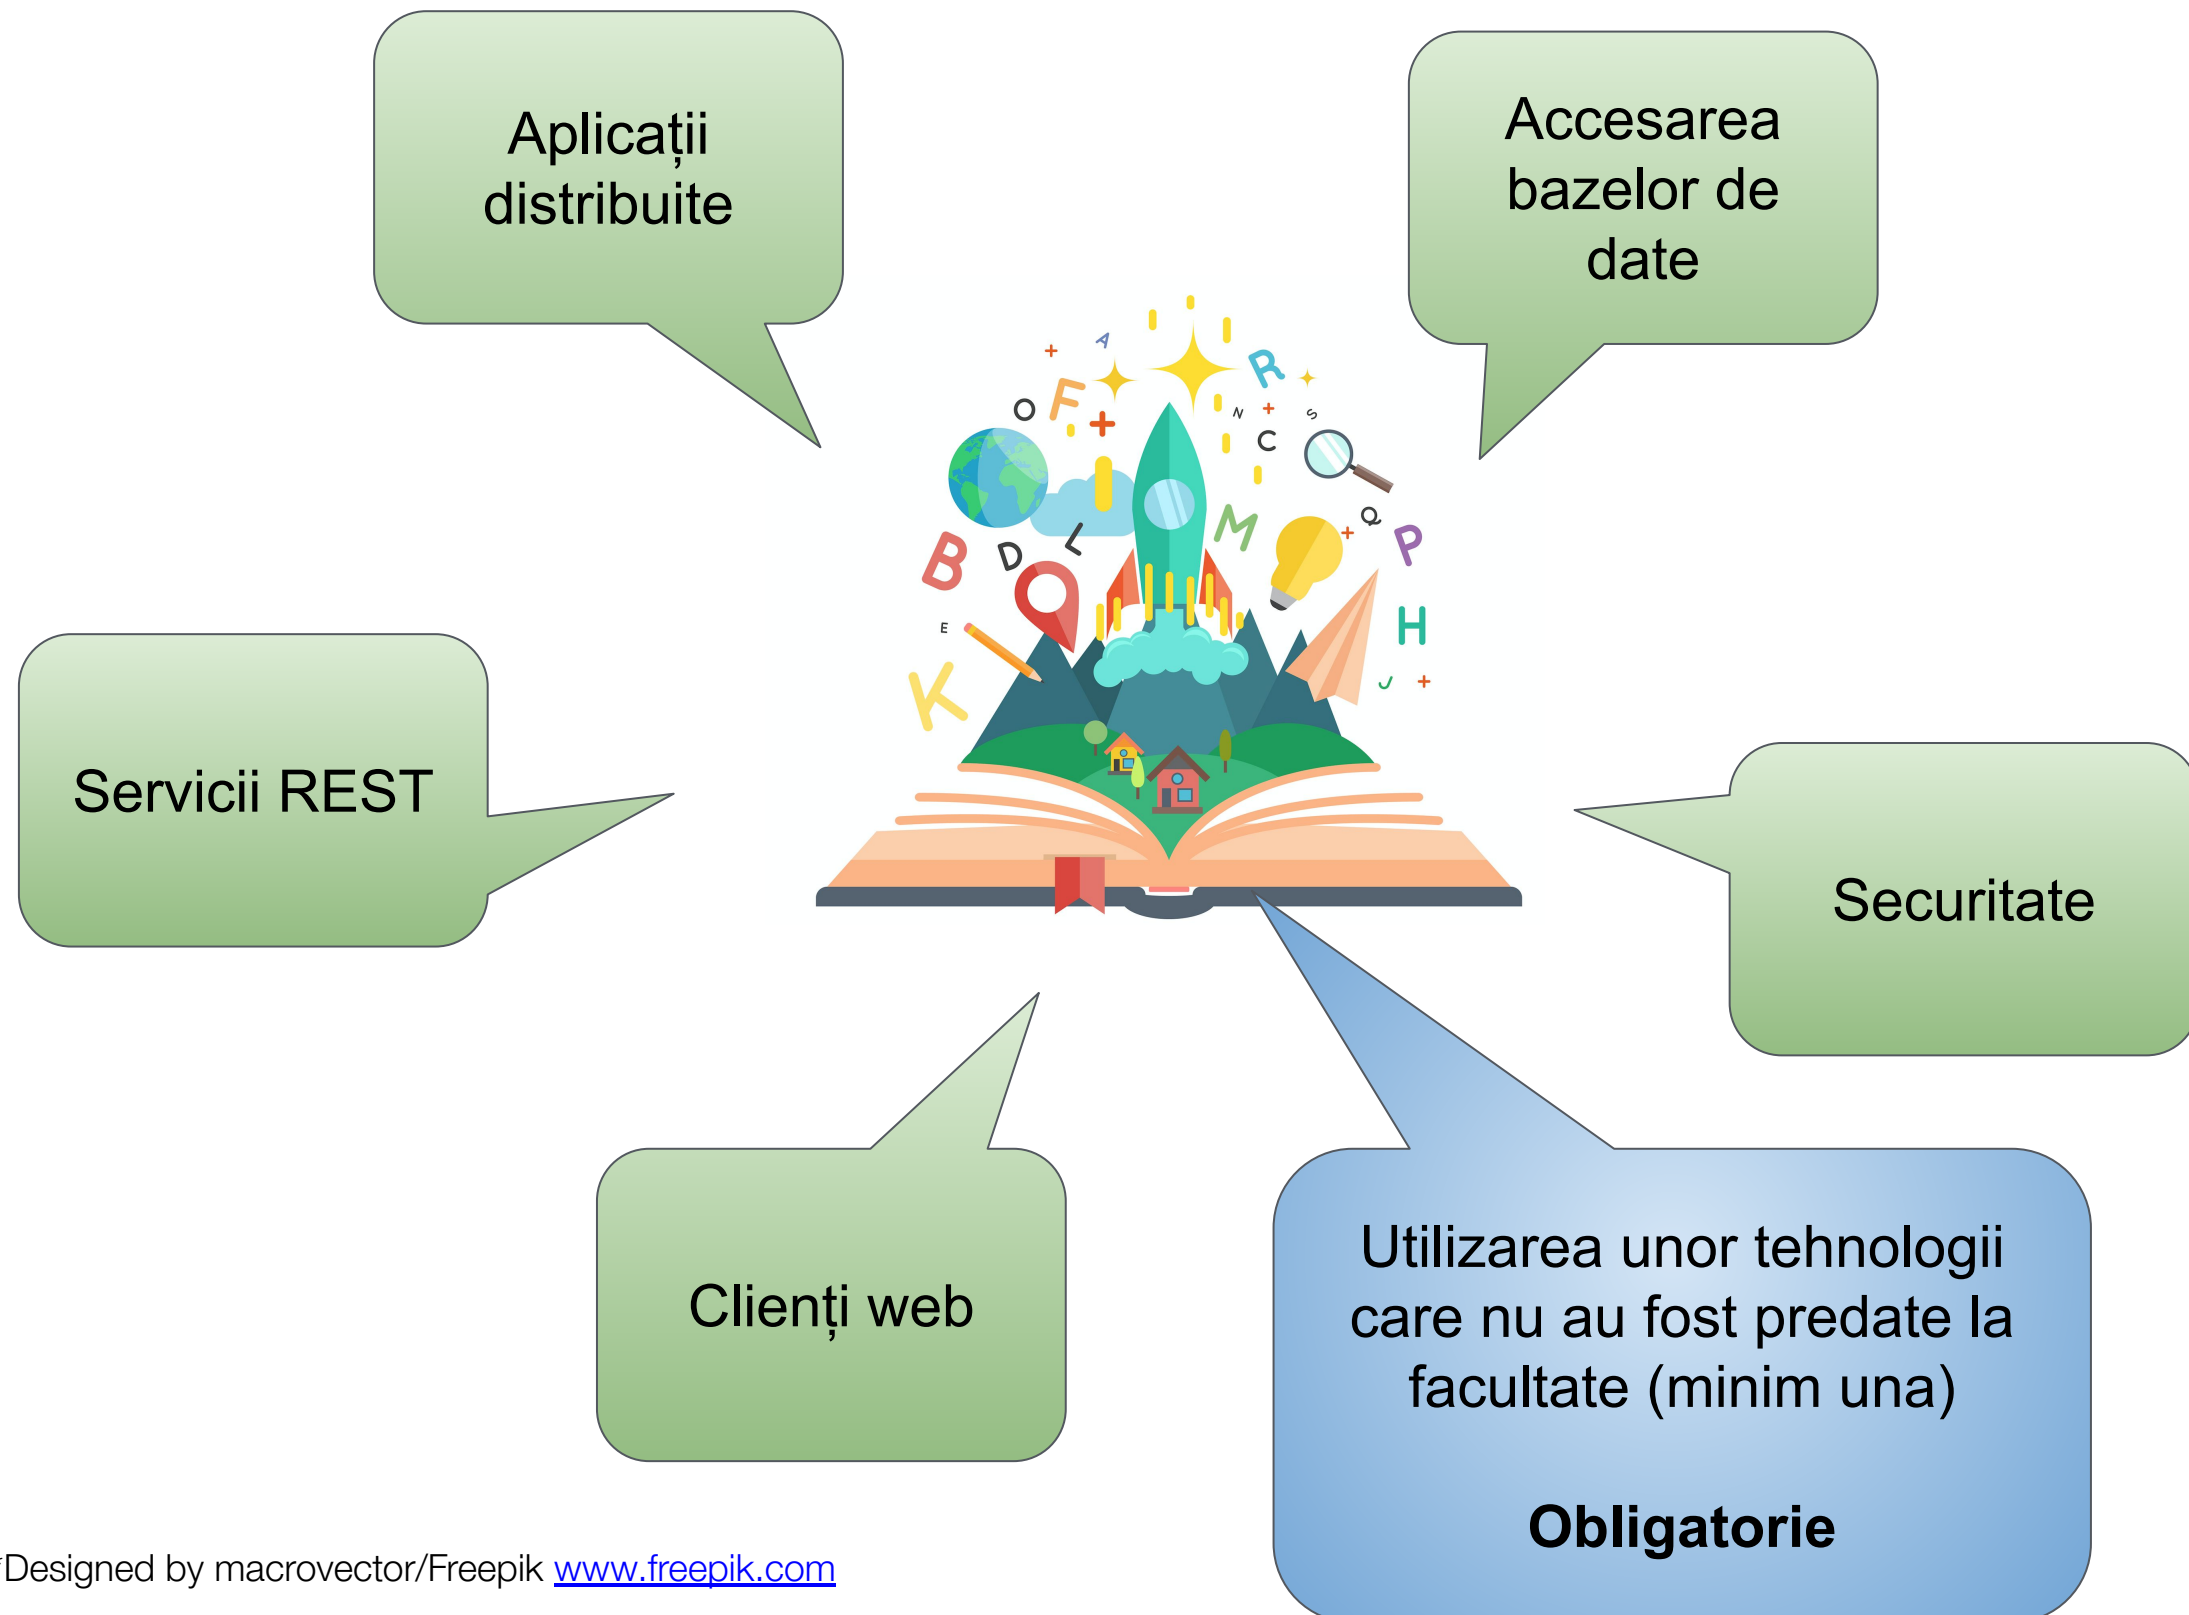 Aplicații
distribuite
Accesarea
bazelor de
date
A
R
O
F
N
S
C
M
Q
P
B
D
L
E
H
K
J
Servicii REST
Securitate
Clienți web
Utilizarea unor tehnologii
care nu au fost predate la
facultate (minim una)
Obligatorie
*Designed by macrovector/Freepik www.freepik.com